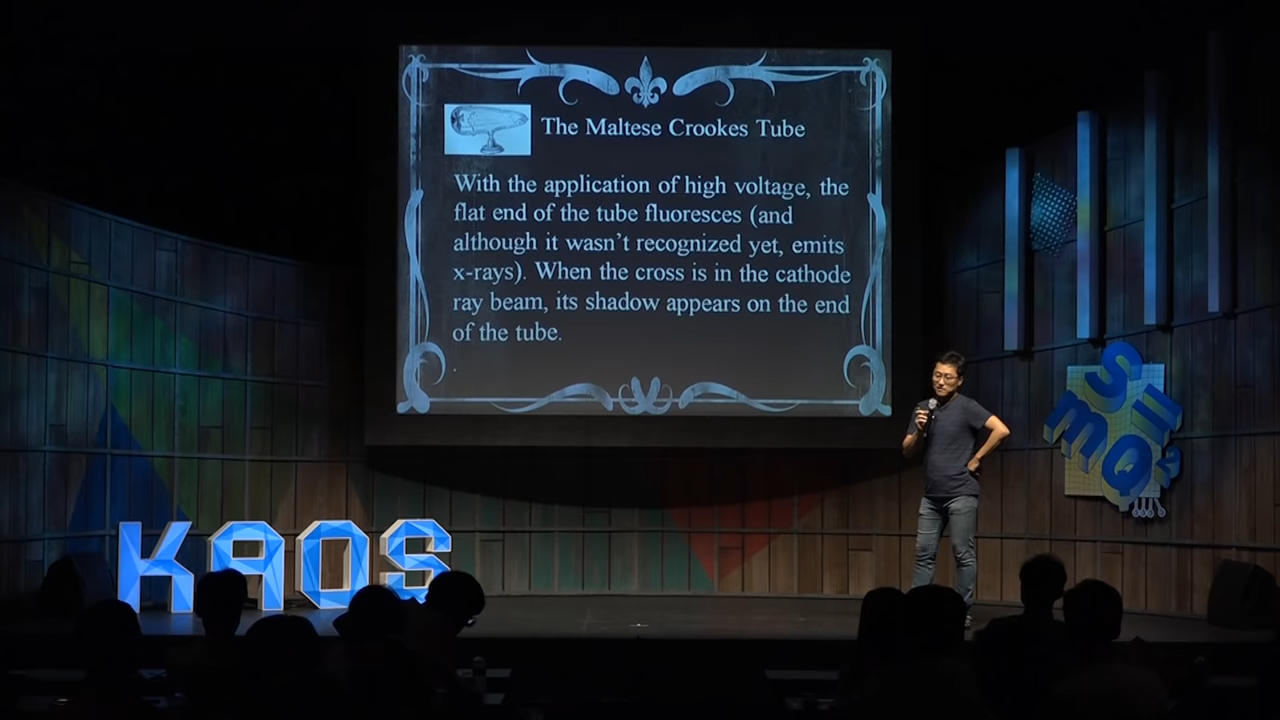 The Maltese Crookes Tube
With the application of high voltage, the
flat end of the tube fluoresces (and
although it wasn't recognized yet, emits
x-rays). When the cross is in the cathode
ray beam, its shadow appears on the end
of the tube.
KAOS